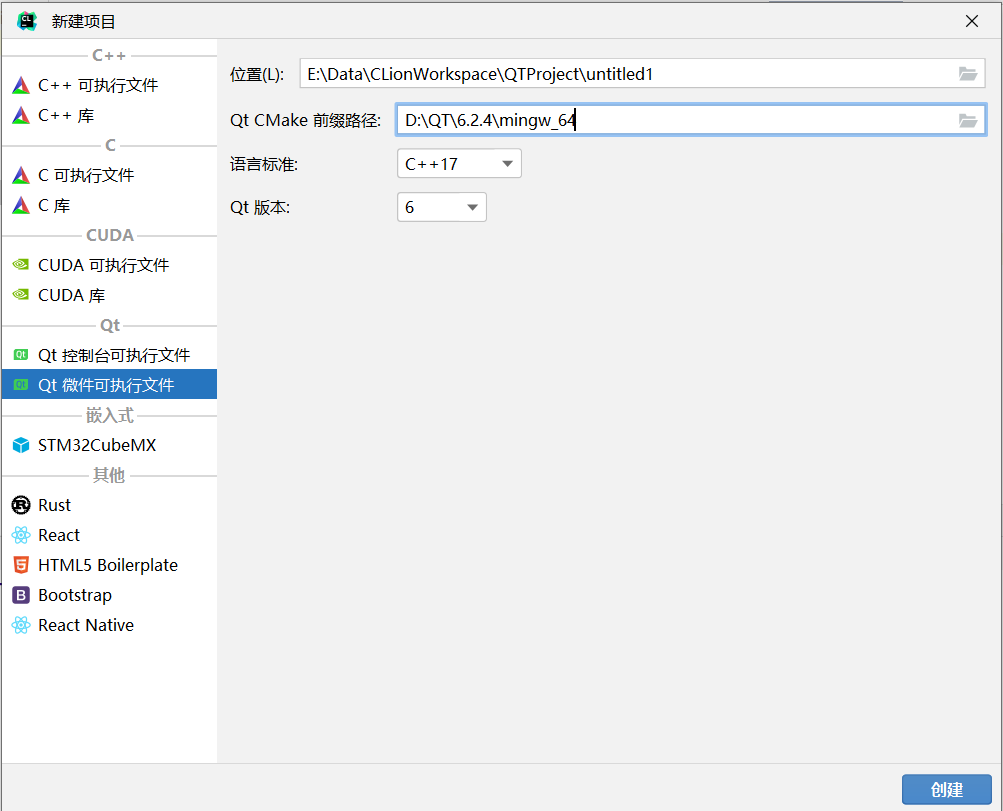 新建项目
C++
C++ 可执行文件
C++ 库
C
C 可执行文件
C 库
CUDA
CUDA 可执行文件
CUDA 库
Qt
Qt 控制台可执行文件
Qt 微件可执行文件
嵌入式
STM32CubeMX
其他
Rust
React
HTML5 Boilerplate
Bootstrap
React Native
位置(L): E:\Data\CLionWorkspace\QTProject\untitled1
Qt CMake 前缀路径: D:\QT\6.2.4\mingw_64
语言标准: C++17
Qt 版本: 6
创建